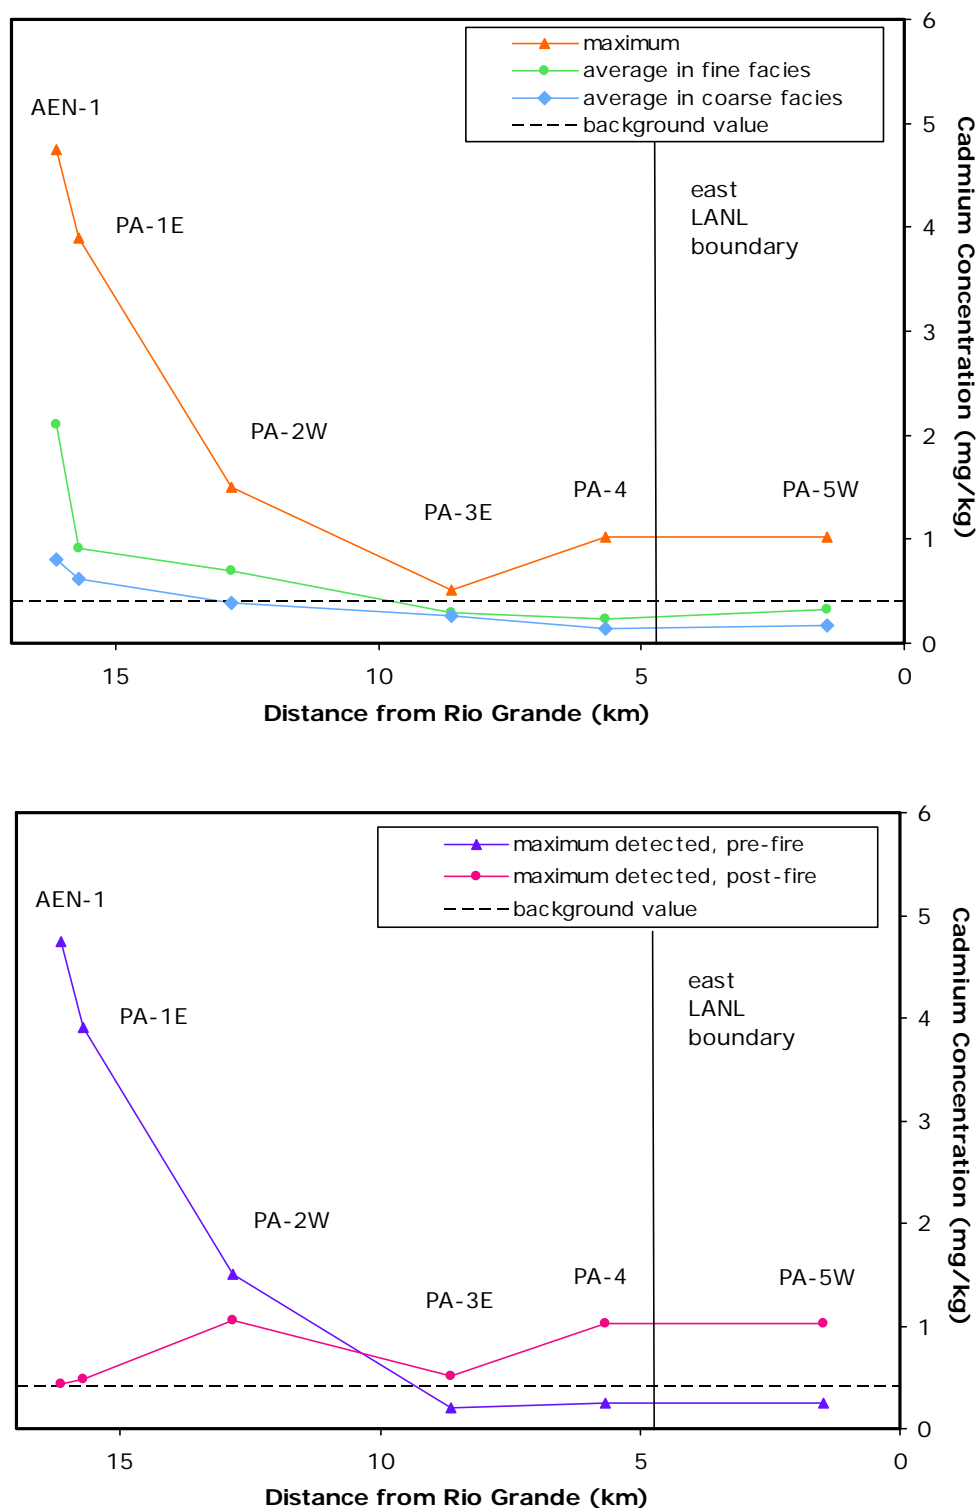 6
maximum
average in fine facies
average in coarse facies
background value
AEN-1
5
east
LANL
boundary
PA-1E
4
3
PA-2W
2
PA-3E
PA-4
PA-5W
1
0
15
10
5
0
Distance from Rio Grande (km)
Cadmium Concentration (mg/kg)
6
maximum detected, pre-fire
maximum detected, post-fire
background value
AEN-1
5
east
LANL
boundary
PA-1E
4
3
PA-2W
2
PA-3E
PA-4
PA-5W
1
0
15
10
5
0
Distance from Rio Grande (km)
Cadmium Concentration (mg/kg)